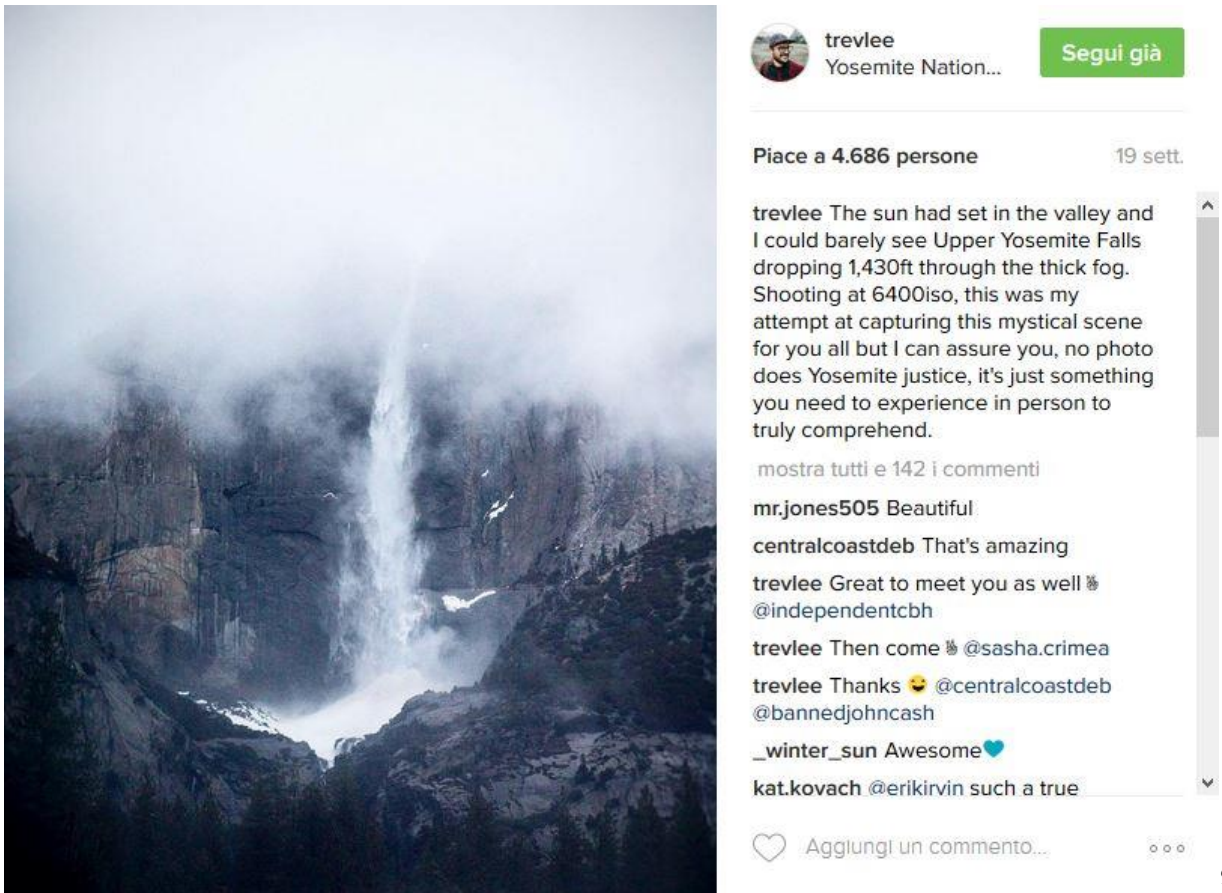 trevlee
Yosemite Nation...
Segui già
Piace a 4.686 persone
19 sett.
trevlee The sun had set in the valley and
I could barely see Upper Yosemite Falls
dropping 1,430ft through the thick fog.
Shooting at 6400iso, this was my
attempt at capturing this mystical scene
for you all but I can assure you, no photo
does Yosemite justice, it's just something
you need to experience in person to
truly comprehend.
mostra tutti e 142 i commenti
mr.jones505 Beautiful
centralcoastdeb That's amazing
trevlee Great to meet you as well ✌
@independentcbh
trevlee Then come ✌ @sasha.crimea
trevlee Thanks 😄 @centralcoastdeb
@bannedjohncash
_winter_sun Awesome💙
kat.kovach @erikirvin such a true
Aggiungi un commento...